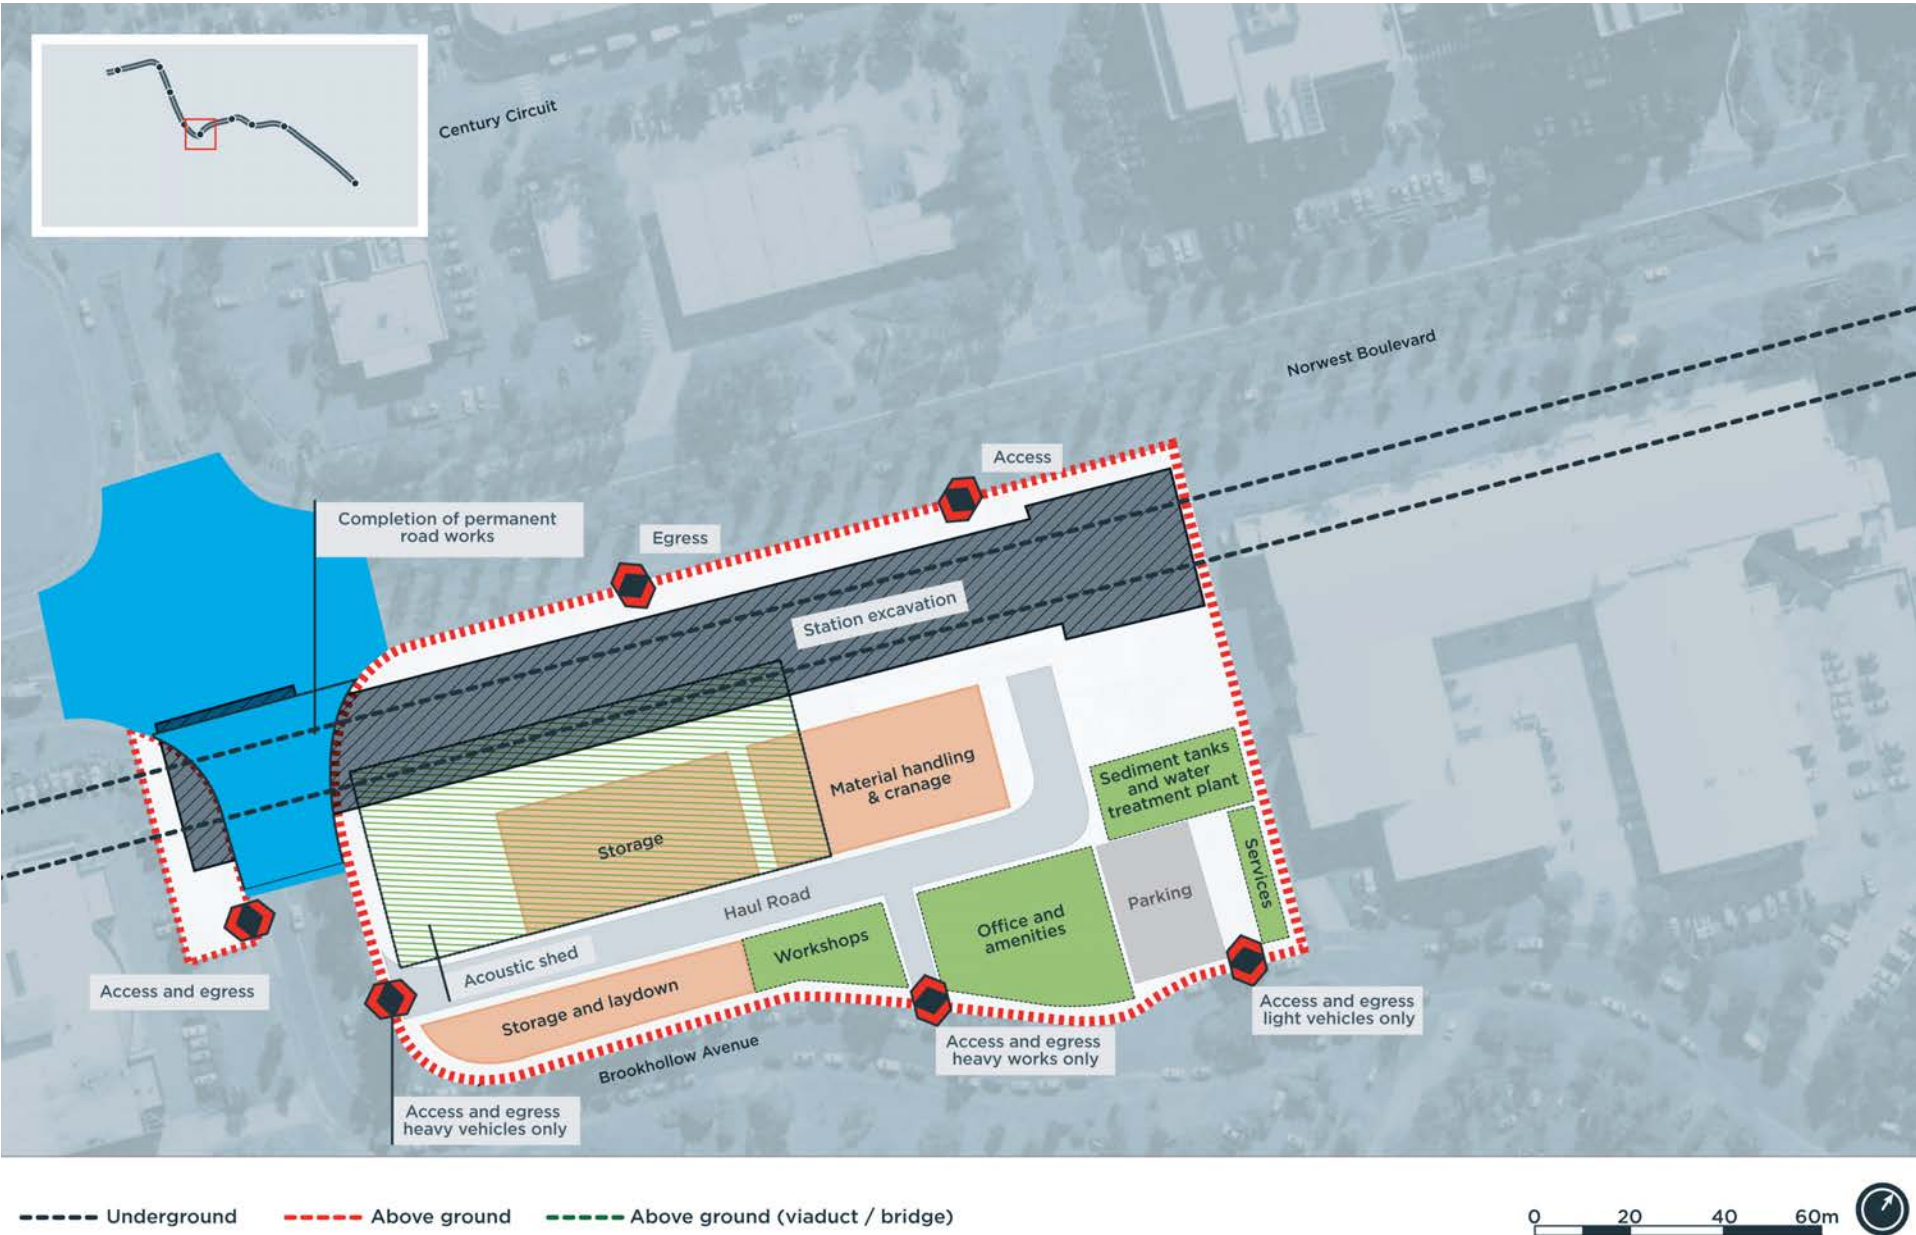 Century Circuit
Norwest Boulevard
Access
Completion of permanent
road works
Egress
Station excavation
Material handling
& cranage
Sediment tanks
and water
treatment plant
Storage
Services
Haul Road
Parking
Office and
amenities
Workshops
Acoustic shed
Access and egress
Storage and laydown
Access and egress
light vehicles only
Access and egress
heavy works only
Brookhollow Avenue
Access and egress
heavy vehicles only
Underground
Above ground
Above ground (viaduct / bridge)
0 20 40 60m